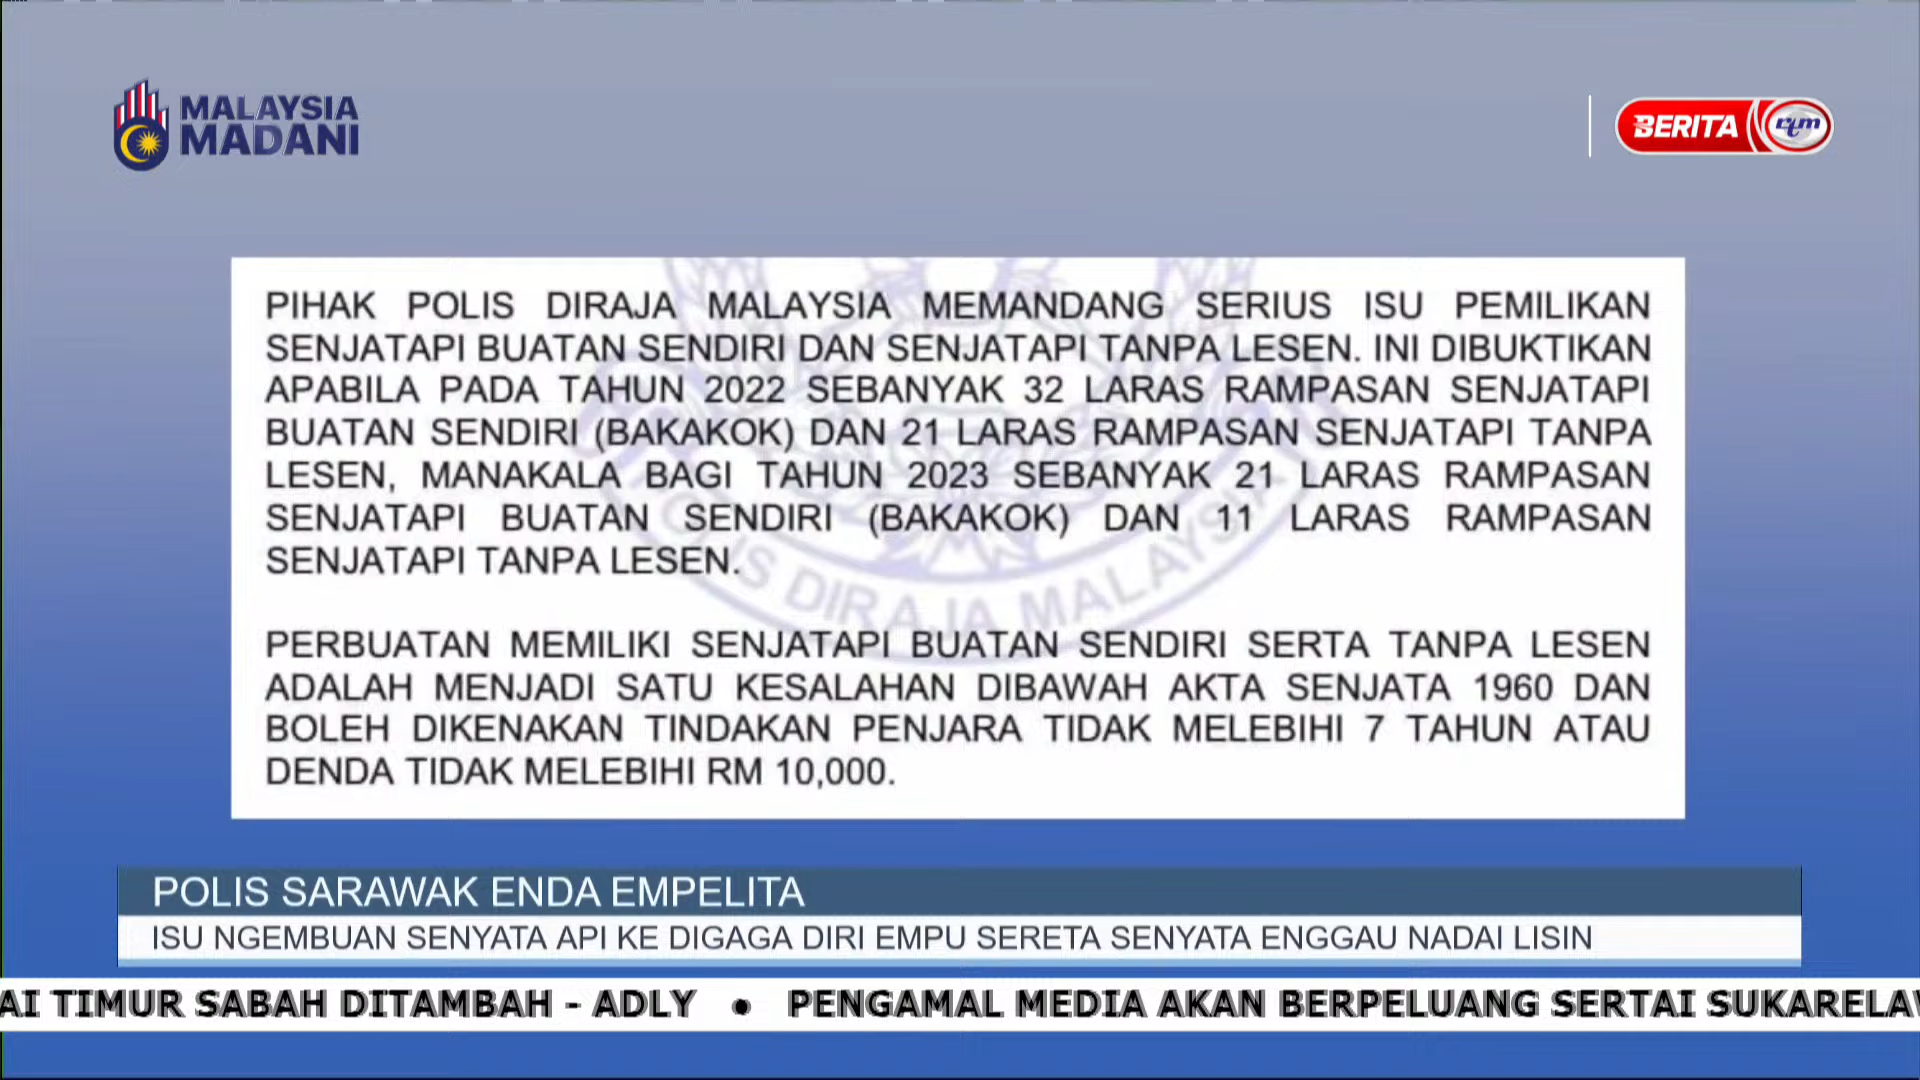 MALAYSIA
MADANI
BERITA rtm
PIHAK POLIS DIRAJA MALAYSIA MEMANDANG SERIUS ISU PEMILIKAN
SENJATAPI BUATAN SENDIRI DAN SENJATAPI TANPA LESEN. INI DIBUKTIKAN
APABILA PADA TAHUN 2022 SEBANYAK 32 LARAS RAMPASAN SENJATAPI
BUATAN SENDIRI (BAKAKOK) DAN 21 LARAS RAMPASAN SENJATAPI TANPA
LESEN, MANAKALA BAGI TAHUN 2023 SEBANYAK 21 LARAS RAMPASAN
SENJATAPI BUATAN SENDIRI (BAKAKOK) DAN 11 LARAS RAMPASAN
SENJATAPI TANPA LESEN.
POLIS DIRAJA MALAYSIA
PERBUATAN MEMILIKI SENJATAPI BUATAN SENDIRI SERTA TANPA LESEN
ADALAH MENJADI SATU KESALAHAN DIBAWAH AKTA SENJATA 1960 DAN
BOLEH DIKENAKAN TINDAKAN PENJARA TIDAK MELEBIHI 7 TAHUN ATAU
DENDA TIDAK MELEBIHI RM 10,000.
POLIS SARAWAK ENDA EMPELITA
ISU NGEMBUAN SENYATA API KE DIGAGA DIRI EMPU SERETA SENYATA ENGGAU NADAI LISIN
AI TIMUR SABAH DITAMBAH - ADLY • PENGAMAL MEDIA AKAN BERPELUANG SERTAI SUKARELAW